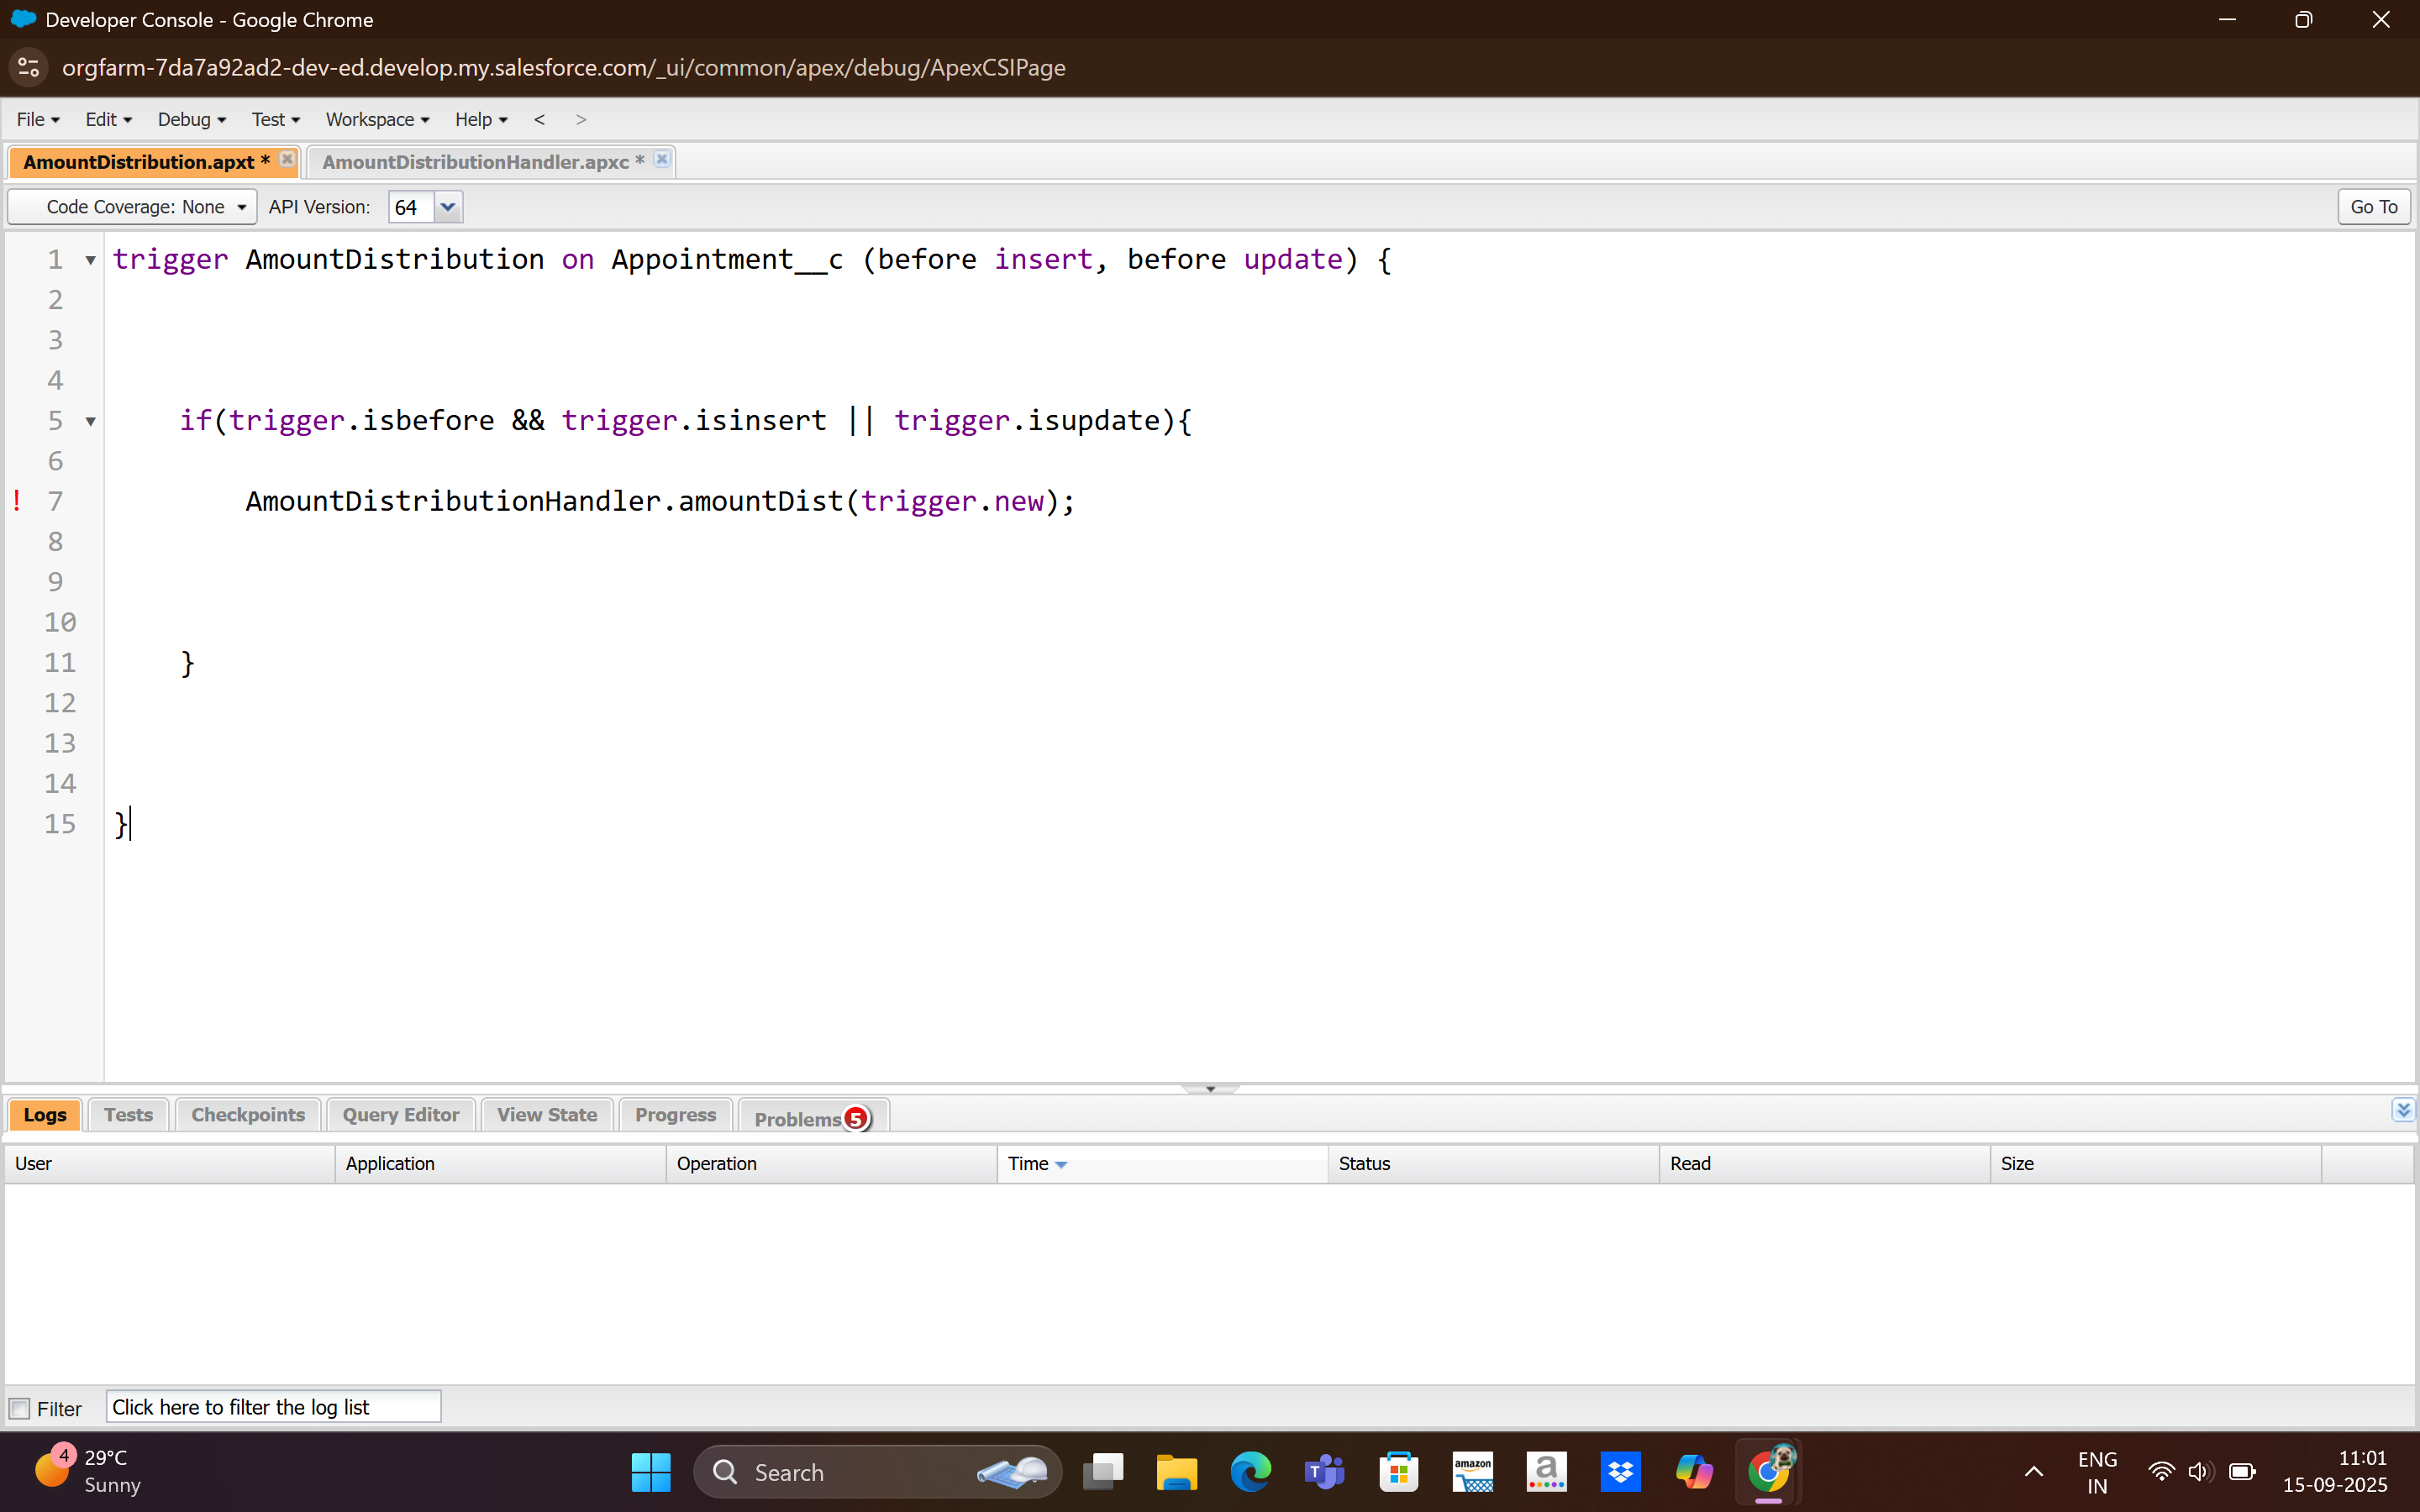 Developer Console - Google Chrome
orgfarm-7da7a92ad2-dev-ed.develop.my.salesforce.com/_ui/common/apex/debug/ApexCSIPage
File Edit Debug Test Workspace Help < >
AmountDistribution.apxt * AmountDistributionHandler.apxc *
Code Coverage: None API Version: 64 Go To
1 trigger AmountDistribution on Appointment__c (before insert, before update) {
2
3
4
5 if(trigger.isbefore && trigger.isinsert || trigger.isupdate){
6
! 7 AmountDistributionHandler.amountDist(trigger.new);
8
9
10
11 }
12
13
14
15 }
Logs Tests Checkpoints Query Editor View State Progress Problems 5
User Application Operation Time Status Read Size
Filter Click here to filter the log list
4 29°C
Sunny
Search
T
amazon
a
ENG
IN
11:01
15-09-2025